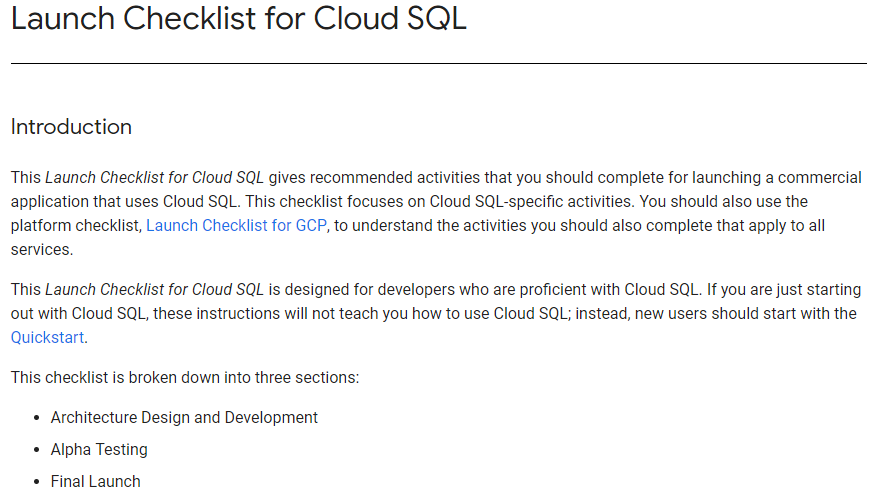 Launch Checklist for Cloud SQL
Introduction
This Launch Checklist for Cloud SQL gives recommended activities that you should complete for launching a commercial
application that uses Cloud SQL. This checklist focuses on Cloud SQL-specific activities. You should also use the
platform checklist, Launch Checklist for GCP, to understand the activities you should also complete that apply to all
services.
This Launch Checklist for Cloud SQL is designed for developers who are proficient with Cloud SQL. If you are just starting
out with Cloud SQL, these instructions will not teach you how to use Cloud SQL; instead, new users should start with the
Quickstart.
This checklist is broken down into three sections:
• Architecture Design and Development
• Alpha Testing
• Final Launch